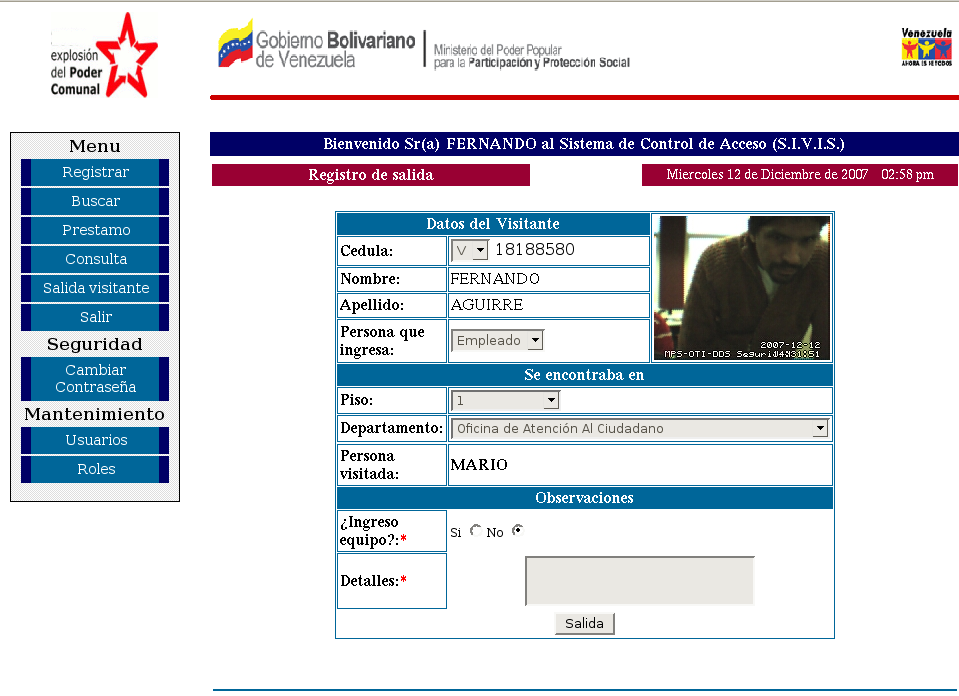 explosión
del Poder
Comunal
Gobierno Bolivariano
de Venezuela
Ministerio del Poder Popular
para la Participación y Protección Social
Venezuela
AHORA ES DE TODOS
Menu
Registrar
Buscar
Prestamo
Consulta
Salida visitante
Salir
Seguridad
Cambiar
Contraseña
Mantenimiento
Usuarios
Roles
Bienvenido Sr(a) FERNANDO al Sistema de Control de Acceso (S.I.V.I.S.)
Registro de salida
Miercoles 12 de Diciembre de 2007 02:58 pm
Datos del Visitante
Cedula: V 18188580
Nombre: FERNANDO
Apellido: AGUIRRE
Persona que
ingresa: Empleado
2007-12-12
MPS-OTI-DDS
Se encontraba en
Piso: 1
Departamento: Oficina de Atención Al Ciudadano
Persona
visitada: MARIO
Observaciones
¿Ingreso
equipo?:* Si No
Detalles:*
Salida